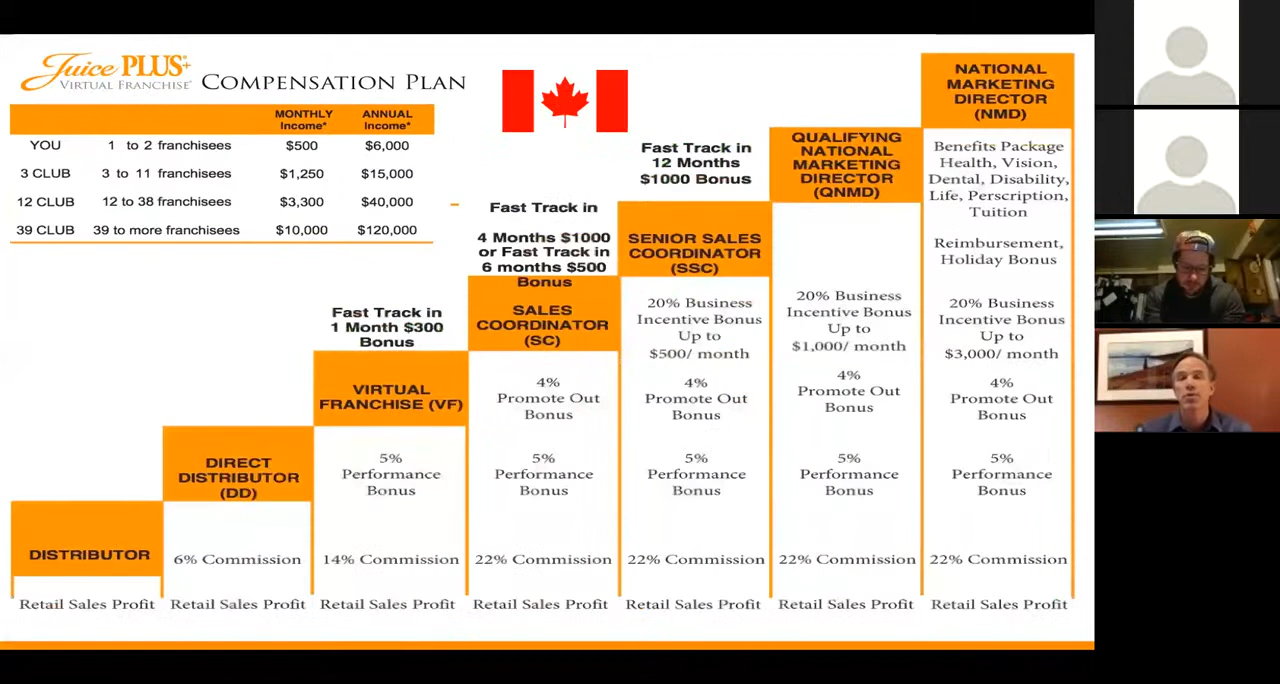 Juice PLUS+
VIRTUAL FRANCHISE
COMPENSATION PLAN
MONTHLY Income* ANNUAL Income*
YOU 1 to 2 franchisees $500 $6,000
3 CLUB 3 to 11 franchisees $1,250 $15,000
12 CLUB 12 to 38 franchisees $3,300 $40,000
39 CLUB 39 to more franchisees $10,000 $120,000
DISTRIBUTOR
Retail Sales Profit
DIRECT
DISTRIBUTOR
(DD)
6% Commission
Retail Sales Profit
Fast Track in
1 Month $300
Bonus
VIRTUAL
FRANCHISE (VF)
5%
Performance
Bonus
14% Commission
Retail Sales Profit
Fast Track in
4 Months $1000
or Fast Track in
6 months $500
Bonus
SALES
COORDINATOR
(SC)
4%
Promote Out
Bonus
5%
Performance
Bonus
22% Commission
Retail Sales Profit
Fast Track in
12 Months
$1000 Bonus
SENIOR SALES
COORDINATOR
(SSC)
20% Business
Incentive Bonus
Up to
$500/ month
4%
Promote Out
Bonus
5%
Performance
Bonus
22% Commission
Retail Sales Profit
QUALIFYING
NATIONAL
MARKETING
DIRECTOR
(QNMD)
20% Business
Incentive Bonus
Up to
$1,000/ month
4%
Promote Out
Bonus
5%
Performance
Bonus
22% Commission
Retail Sales Profit
NATIONAL
MARKETING
DIRECTOR
(NMD)
Benefits Package
Health, Vision,
Dental, Disability,
Life, Perscription,
Tuition
Reimbursement,
Holiday Bonus
20% Business
Incentive Bonus
Up to
$3,000/ month
4%
Promote Out
Bonus
5%
Performance
Bonus
22% Commission
Retail Sales Profit